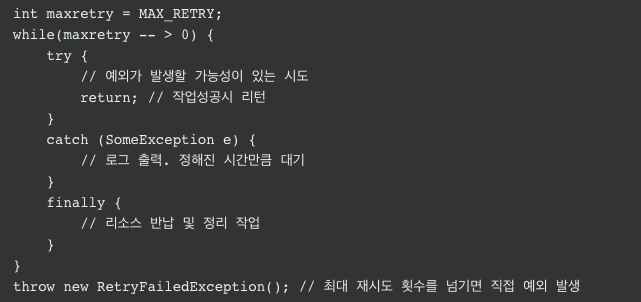 int maxretry = MAX_RETRY;
while(maxretry -- > 0) {
    try {
        // 예외가 발생할 가능성이 있는 시도
        return; // 작업성공시 리턴
    }
    catch (SomeException e) {
        // 로그 출력. 정해진 시간만큼 대기
    }
    finally {
        // 리소스 반납 및 정리 작업
    }
}
throw new RetryFailedException(); // 최대 재시도 횟수를 넘기면 직접 예외 발생